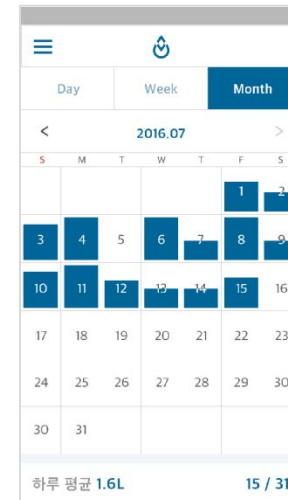 Day Week Month
< 2016.07 >
S M T W T F S
1 2
3 4 5 6 7 8 9
10 11 12 13 14 15 16
17 18 19 20 21 22 23
24 25 26 27 28 29 30
30 31
하루 평균 1.6L 15 / 31